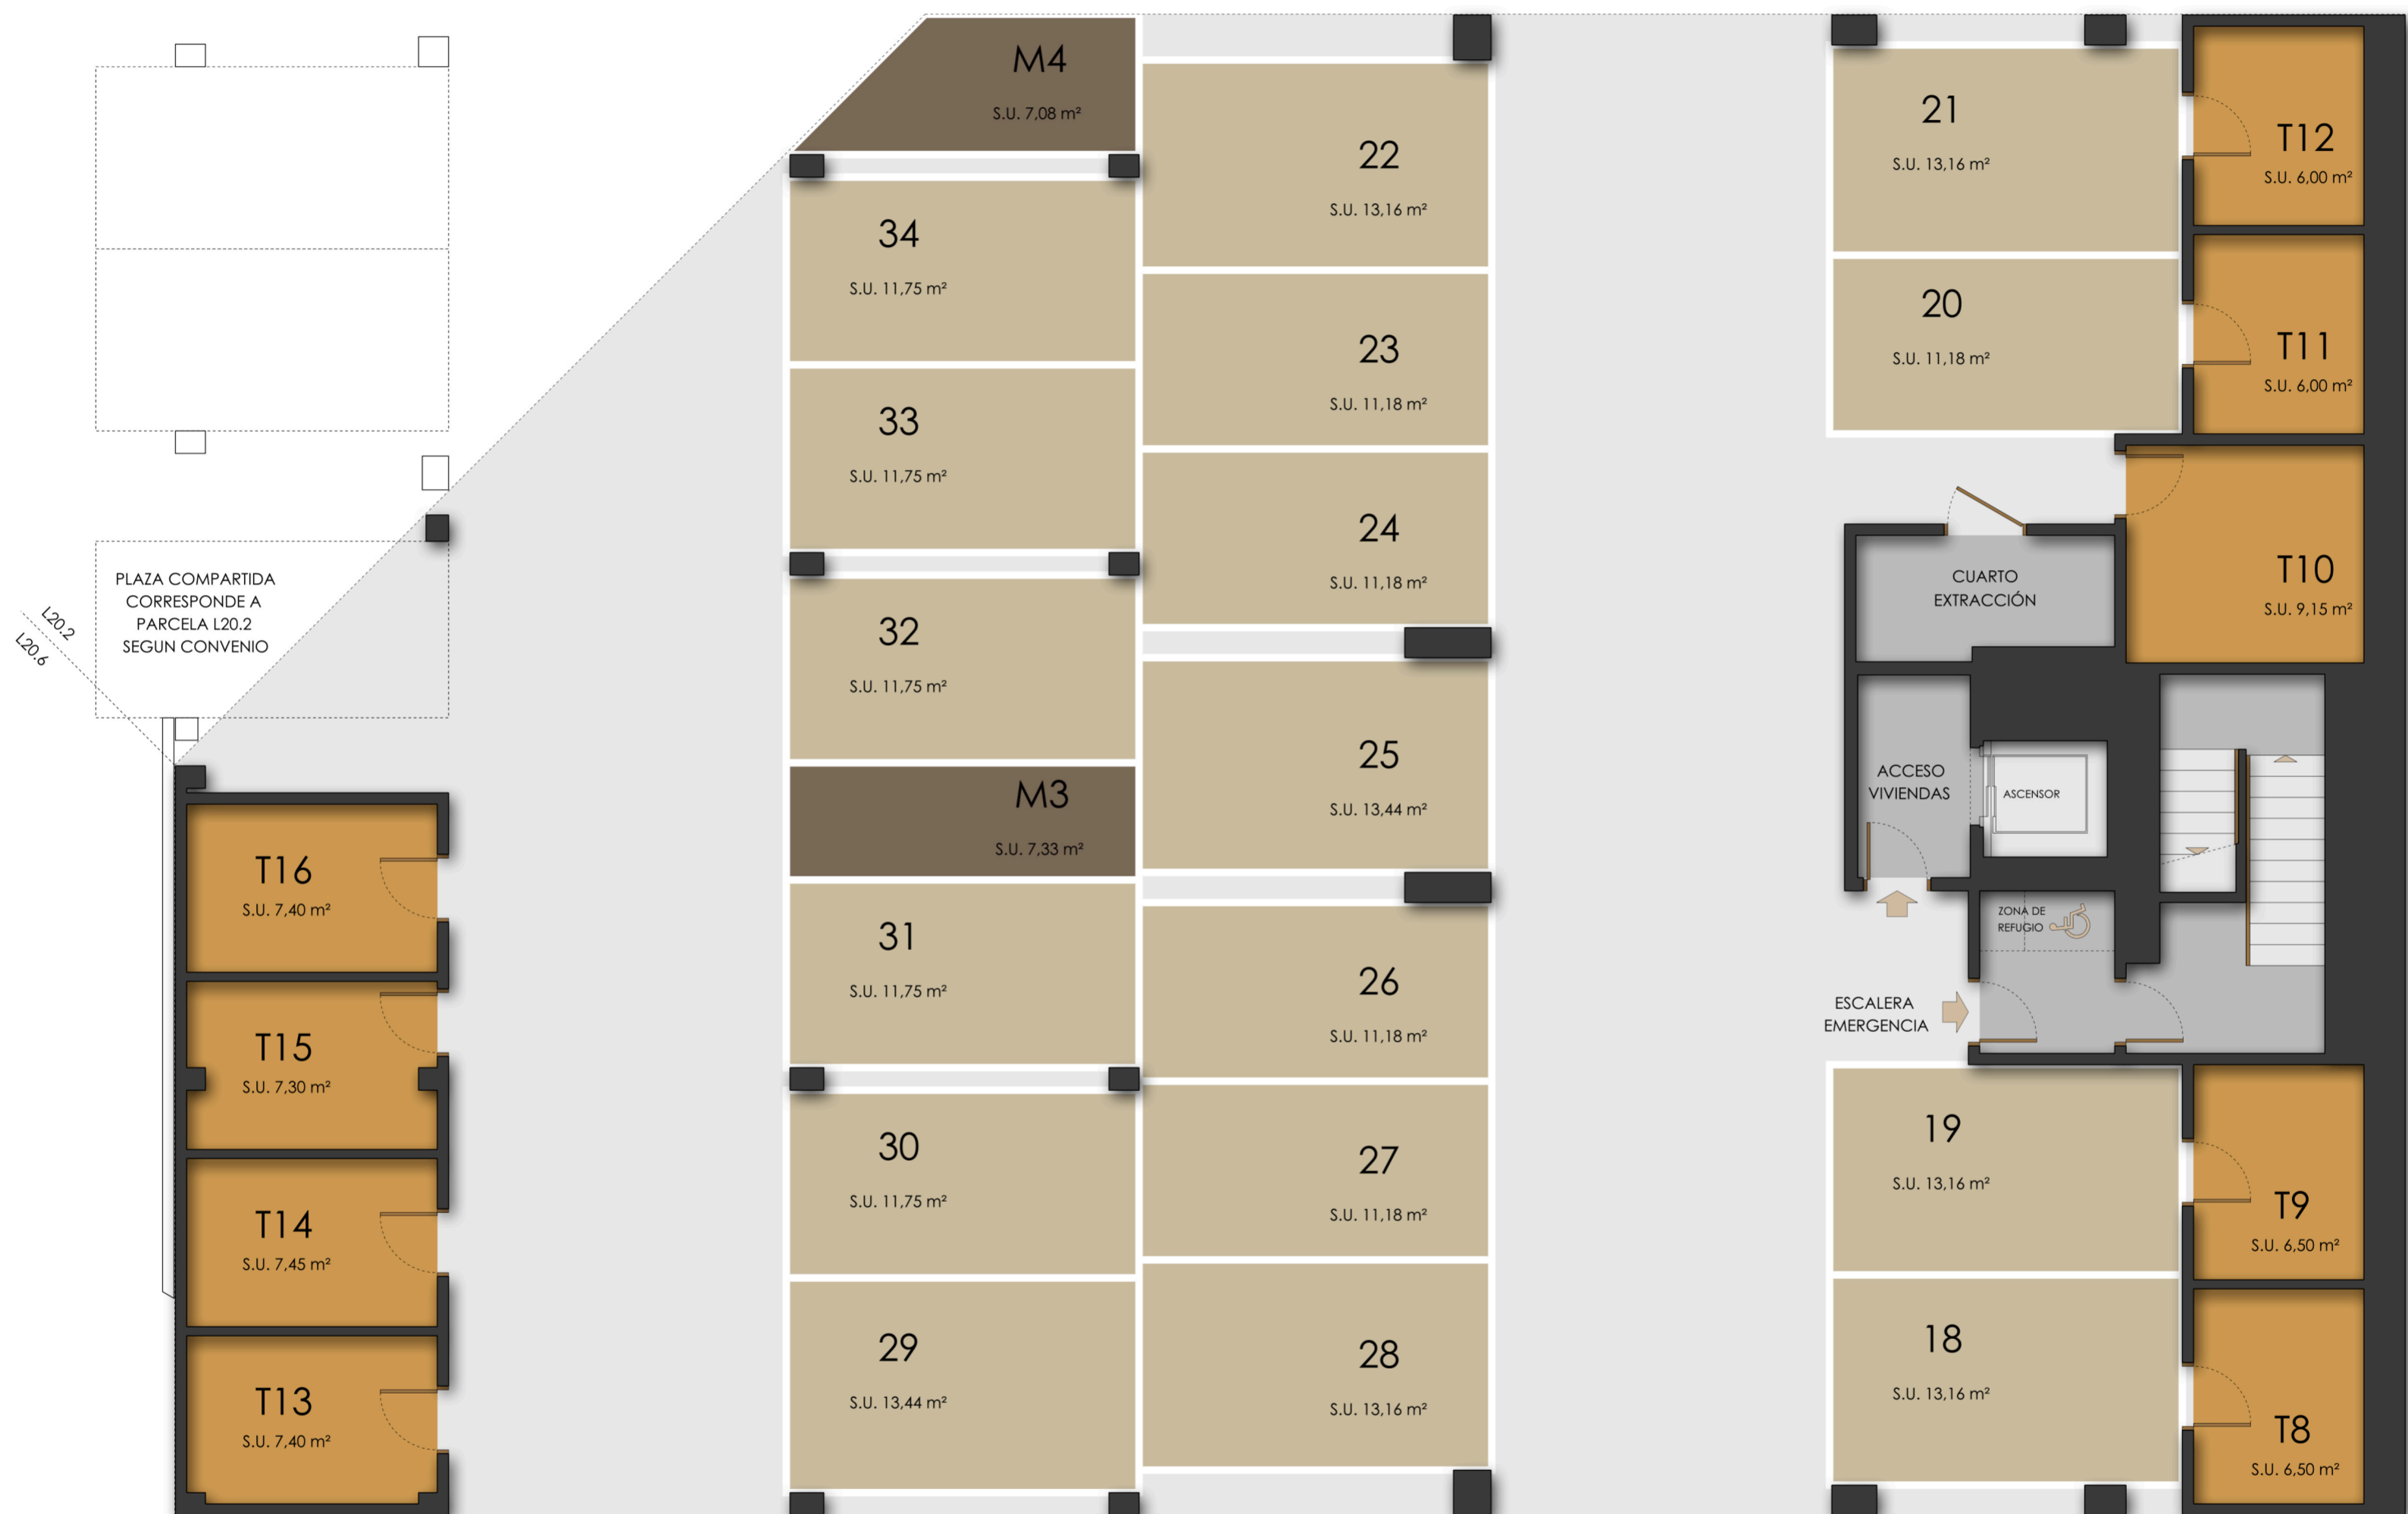 M4
S.U. 7,08 m²
34
S.U. 11,75 m²
33
S.U. 11,75 m²
32
S.U. 11,75 m²
M3
S.U. 7,33 m²
31
S.U. 11,75 m²
30
S.U. 11,75 m²
29
S.U. 13,44 m²
22
S.U. 13,16 m²
23
S.U. 11,18 m²
24
S.U. 11,18 m²
25
S.U. 13,44 m²
26
S.U. 11,18 m²
27
S.U. 11,18 m²
28
S.U. 13,16 m²
21
S.U. 13,16 m²
20
S.U. 11,18 m²
T12
S.U. 6,00 m²
T11
S.U. 6,00 m²
T10
S.U. 9,15 m²
CUARTO
EXTRACCIÓN
ACCESO
VIVIENDAS
ASCENSOR
ZONA DE
REFUGIO
ESCALERA
EMERGENCIA
19
S.U. 13,16 m²
18
S.U. 13,16 m²
T9
S.U. 6,50 m²
T8
S.U. 6,50 m²
PLAZA COMPARTIDA
CORRESPONDE A
PARCELA L20.2
SEGUN CONVENIO
L20.2
L20.6
T16
S.U. 7,40 m²
T15
S.U. 7,30 m²
T14
S.U. 7,45 m²
T13
S.U. 7,40 m²